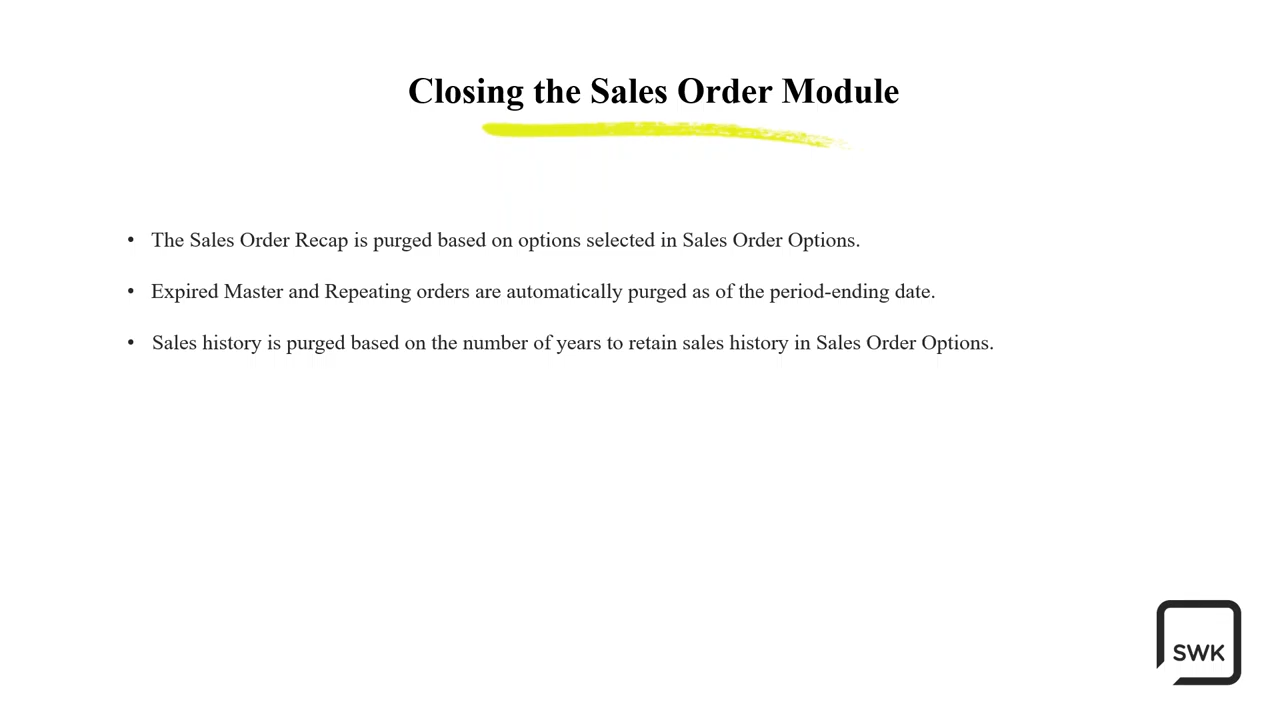 Closing the Sales Order Module
• The Sales Order Recap is purged based on options selected in Sales Order Options.
• Expired Master and Repeating orders are automatically purged as of the period-ending date.
• Sales history is purged based on the number of years to retain sales history in Sales Order Options.
SWK